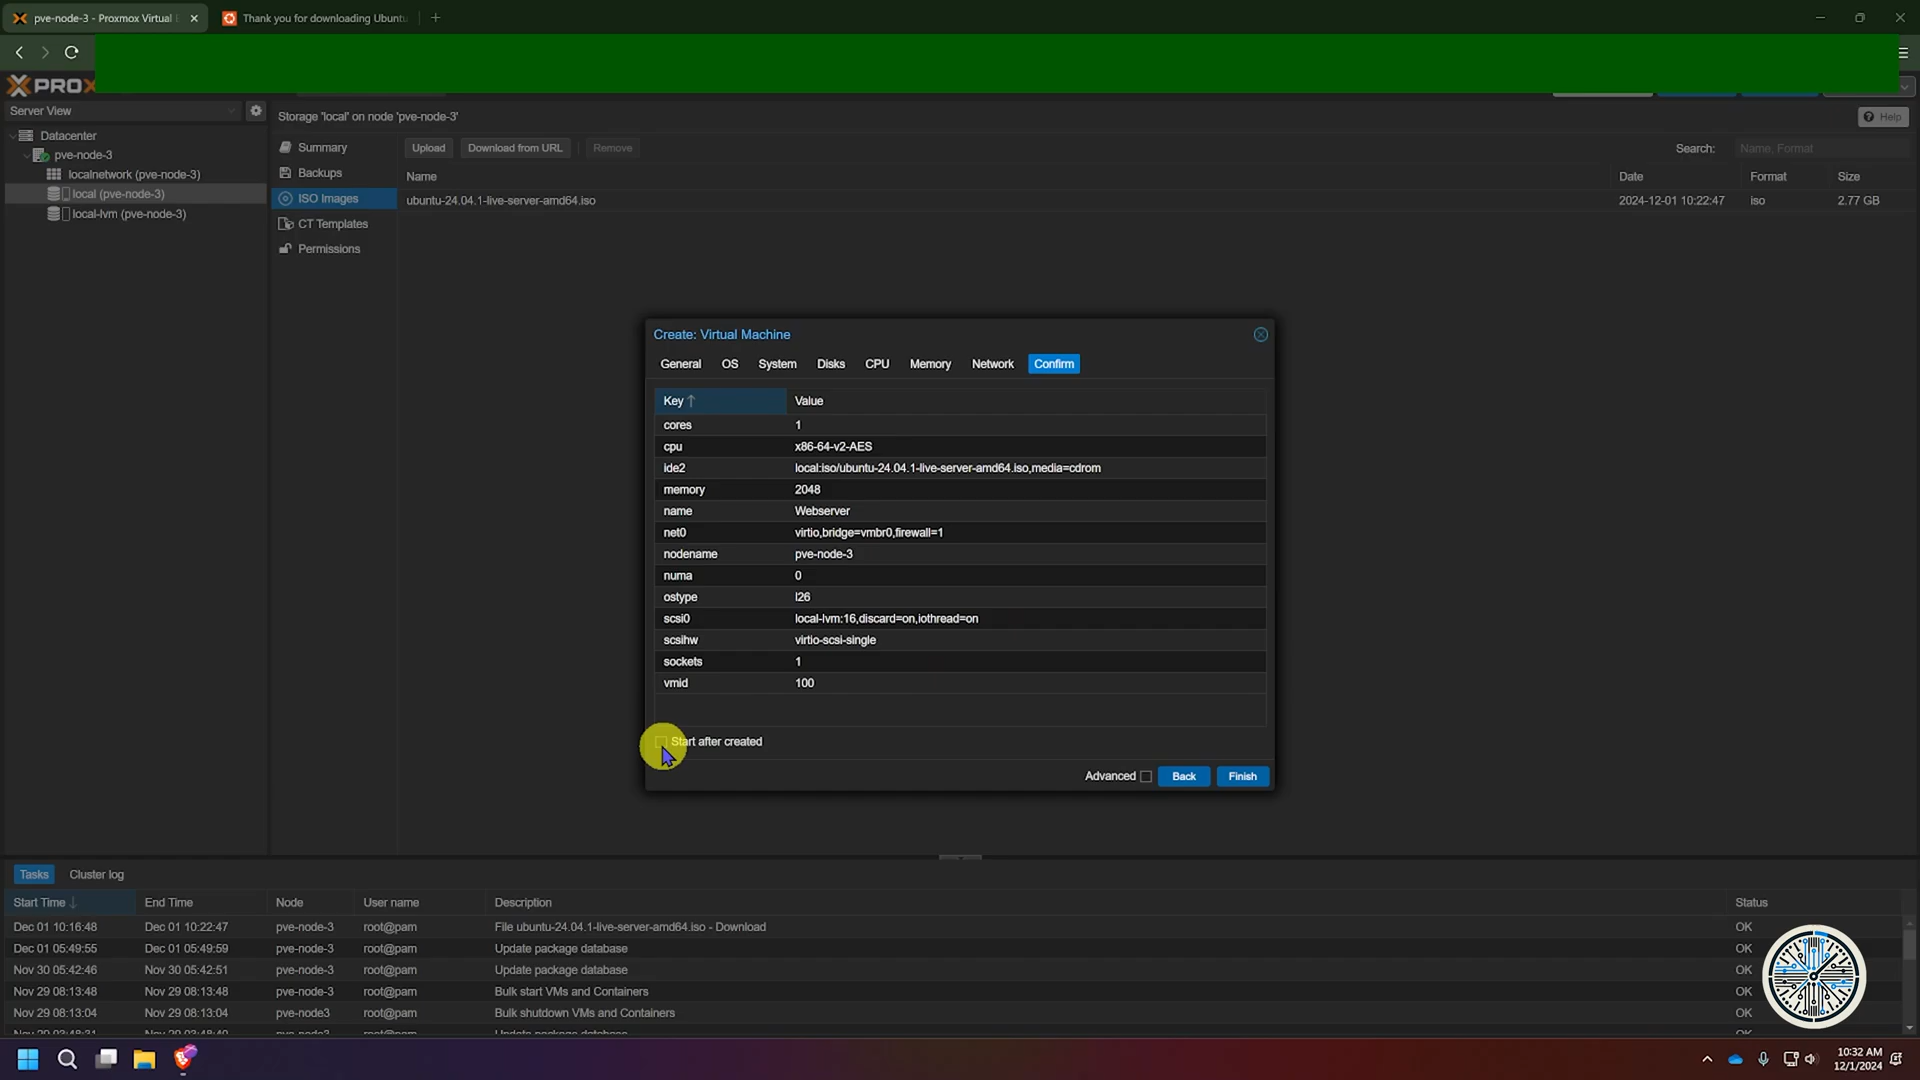 pve-node-3 - Proxmox Virtual
Thank you for downloading Ubuntu
PROX
Server View
Storage 'local' on node 'pve-node-3'
Help
Datacenter
pve-node-3
localnetwork (pve-node-3)
local (pve-node-3)
local-lvm (pve-node-3)
Summary
Backups
ISO Images
CT Templates
Permissions
Upload
Download from URL
Remove
Search:
Name, Format
Name
Date
Format
Size
ubuntu-24.04.1-live-server-amd64.iso
2024-12-01 10:22:47
iso
2.77 GB
Create: Virtual Machine
General
OS
System
Disks
CPU
Memory
Network
Confirm
Key
Value
cores 1
cpu x86-64-v2-AES
ide2 local:iso/ubuntu-24.04.1-live-server-amd64.iso,media=cdrom
memory 2048
name Webserver
net0 virtio,bridge=vmbr0,firewall=1
nodename pve-node-3
numa 0
ostype l26
scsi0 local-lvm:16,discard=on,iothread=on
scsihw virtio-scsi-single
sockets 1
vmid 100
Start after created
Advanced
Back
Finish
Tasks
Cluster log
Start Time End Time Node User name Description Status
Dec 01 10:16:48 Dec 01 10:22:47 pve-node-3 root@pam File ubuntu-24.04.1-live-server-amd64.iso - Download OK
Dec 01 05:49:55 Dec 01 05:49:59 pve-node-3 root@pam Update package database OK
Nov 30 05:42:46 Nov 30 05:42:51 pve-node-3 root@pam Update package database OK
Nov 29 08:13:48 Nov 29 08:13:48 pve-node-3 root@pam Bulk start VMs and Containers OK
Nov 29 08:13:04 Nov 29 08:13:04 pve-node3 root@pam Bulk shutdown VMs and Containers OK
10:32 AM
12/1/2024